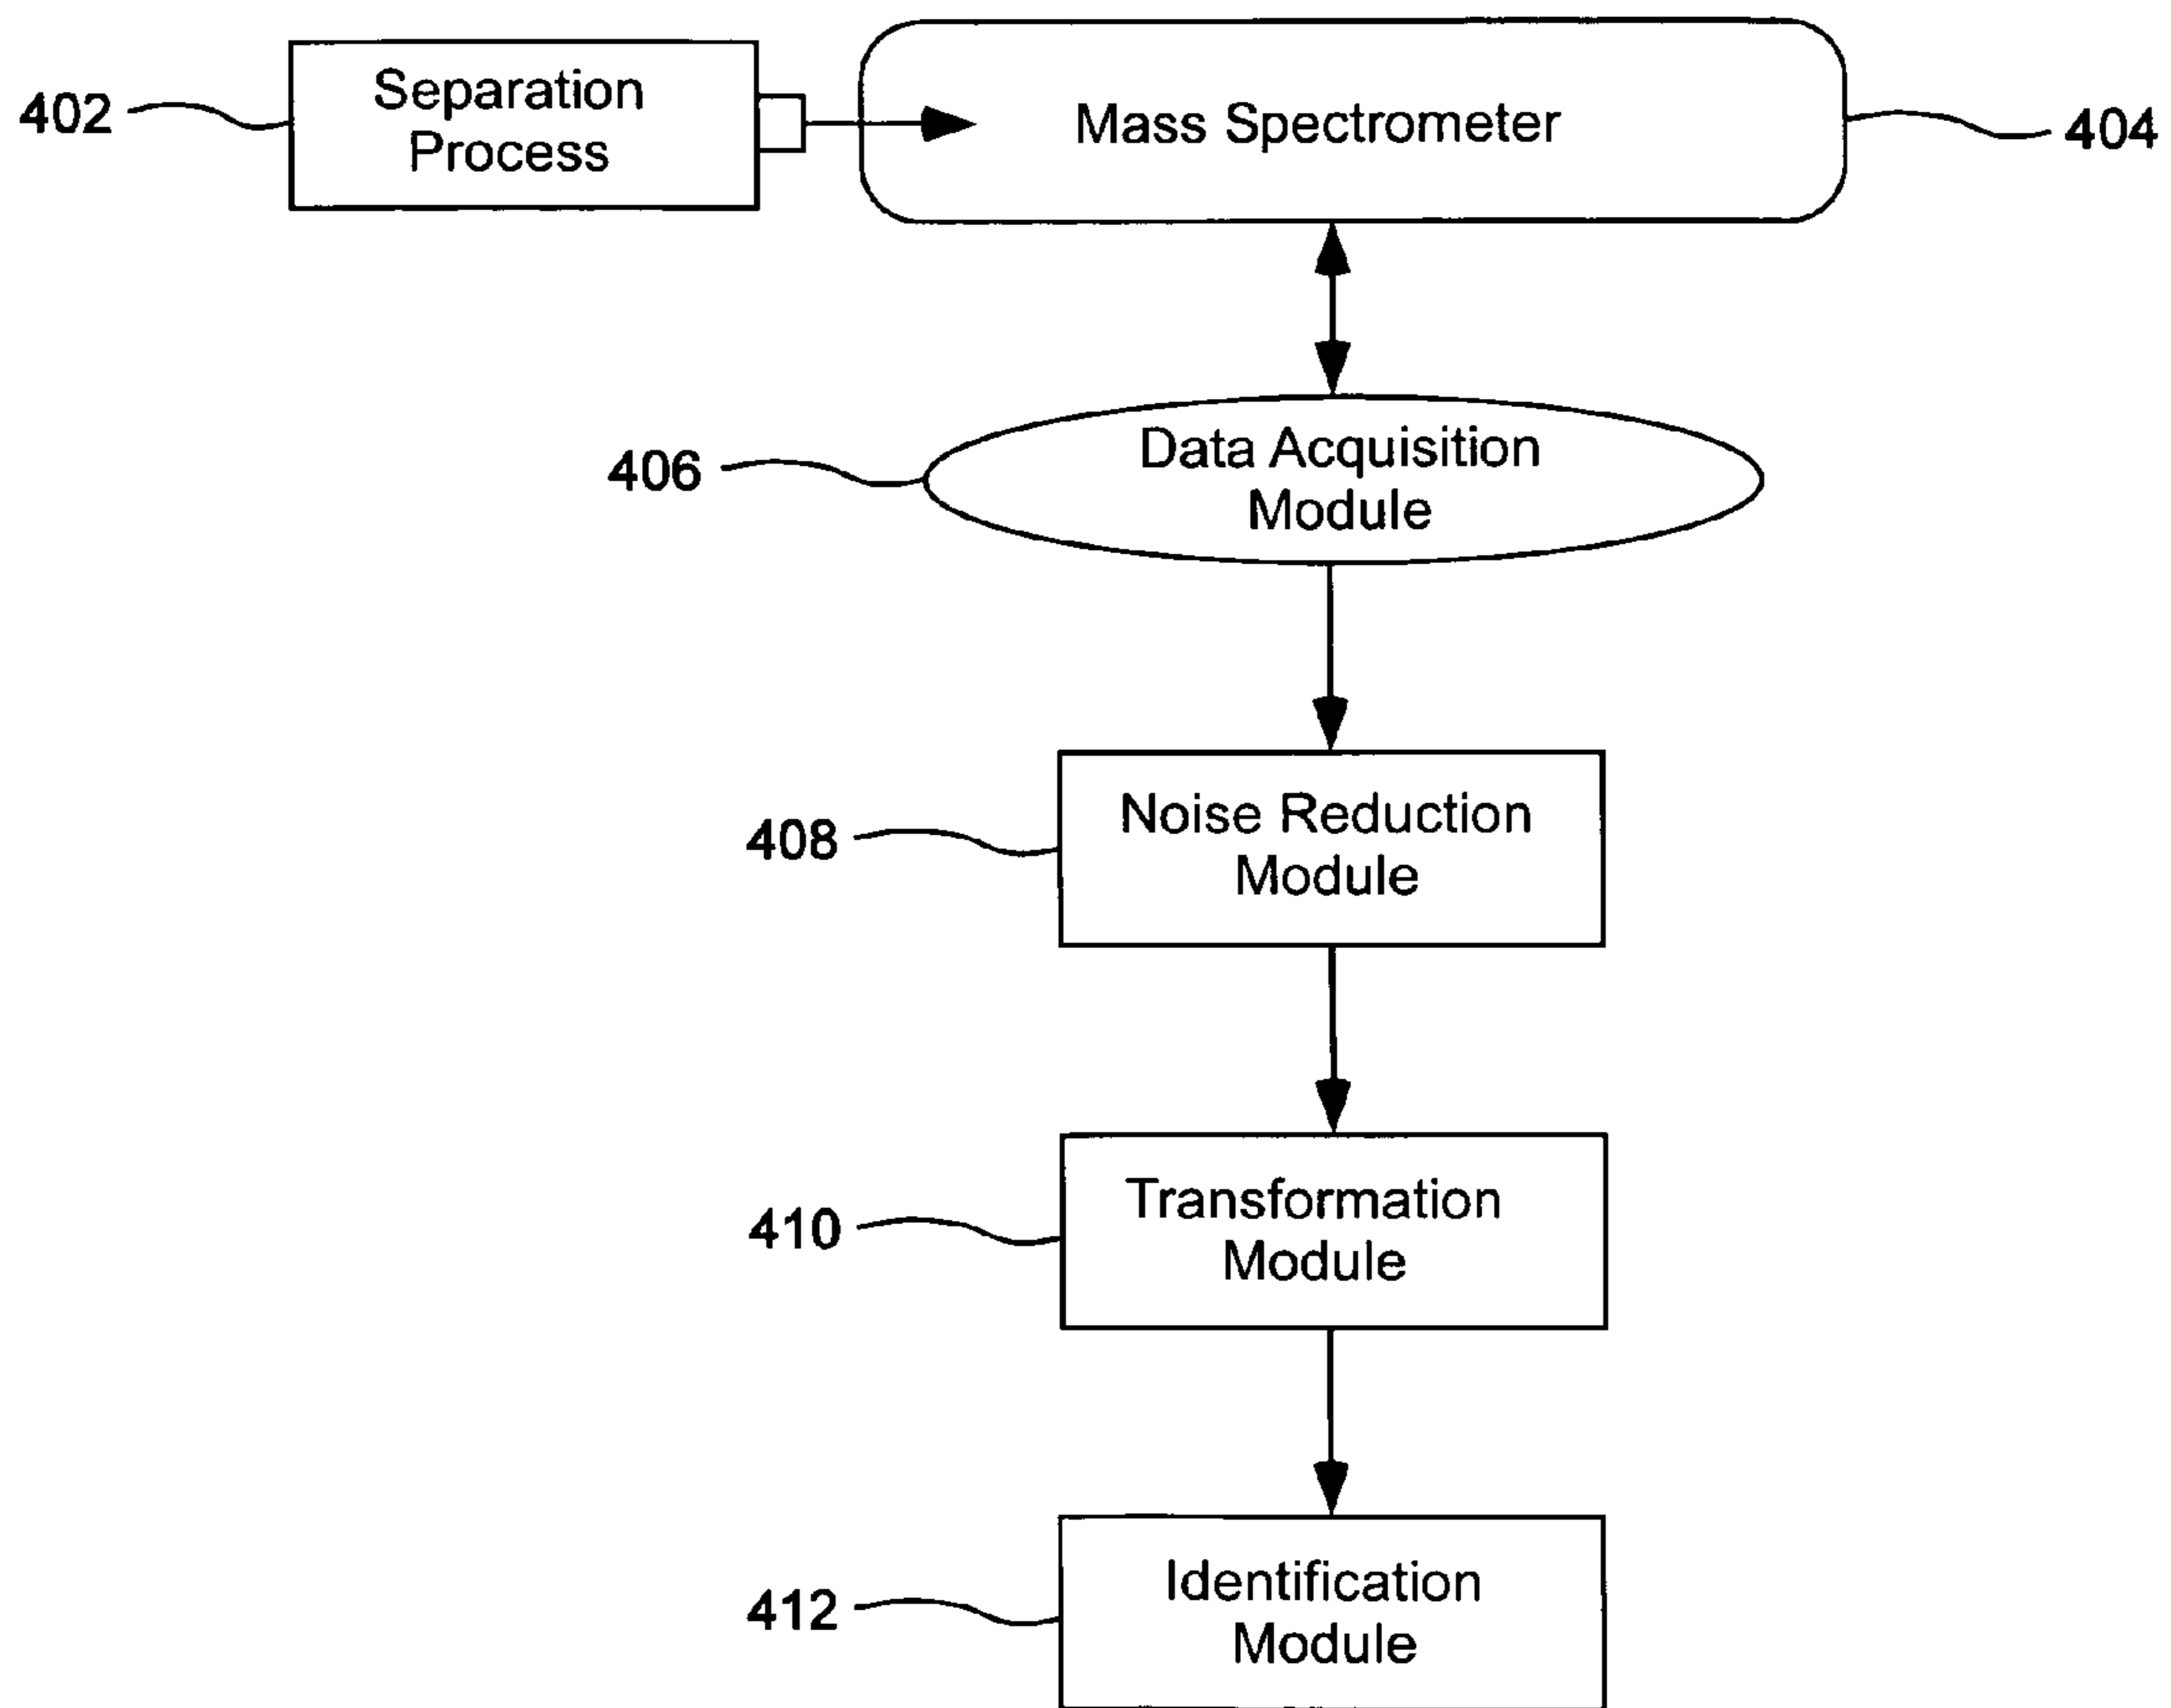 402
Separation
Process
Mass Spectrometer
404
406
Data Acquisition
Module
408
Noise Reduction
Module
410
Transformation
Module
412
Identification
Module